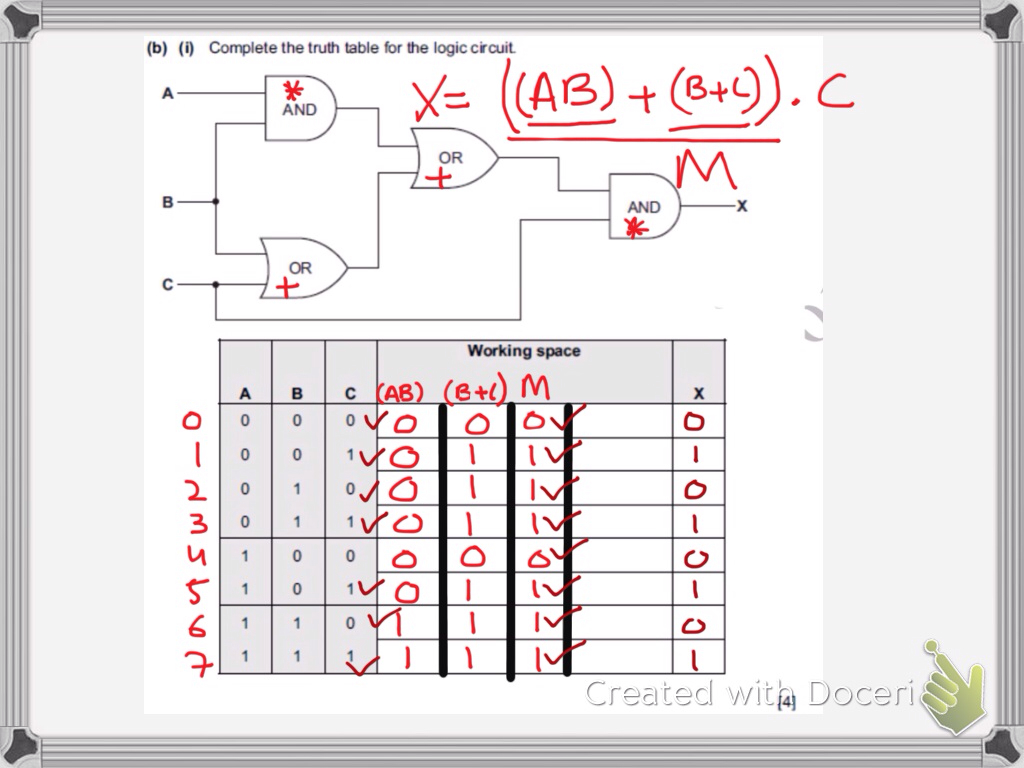 (b) (i) Complete the truth table for the logic circuit.
X = ((AB) + (B+C)) . C
M
A
*
AND
OR
+
B
AND
*
X
OR
+
C
Working space
A B C (AB) (B+C) M X
0 0 0 0 ✓ 0 0 0 ✓ 0
1 0 0 1 ✓ 0 1 1 ✓ 1
2 0 1 0 ✓ 0 1 1 ✓ 0
3 0 1 1 ✓ 0 1 1 ✓ 1
4 1 0 0 0 0 0 ✓ 0
5 1 0 1 ✓ 0 1 1 ✓ 1
6 1 1 0 ✓ 1 1 1 ✓ 0
7 1 1 1 ✓ 1 1 1 ✓ 1
[4]
Created with Doceri